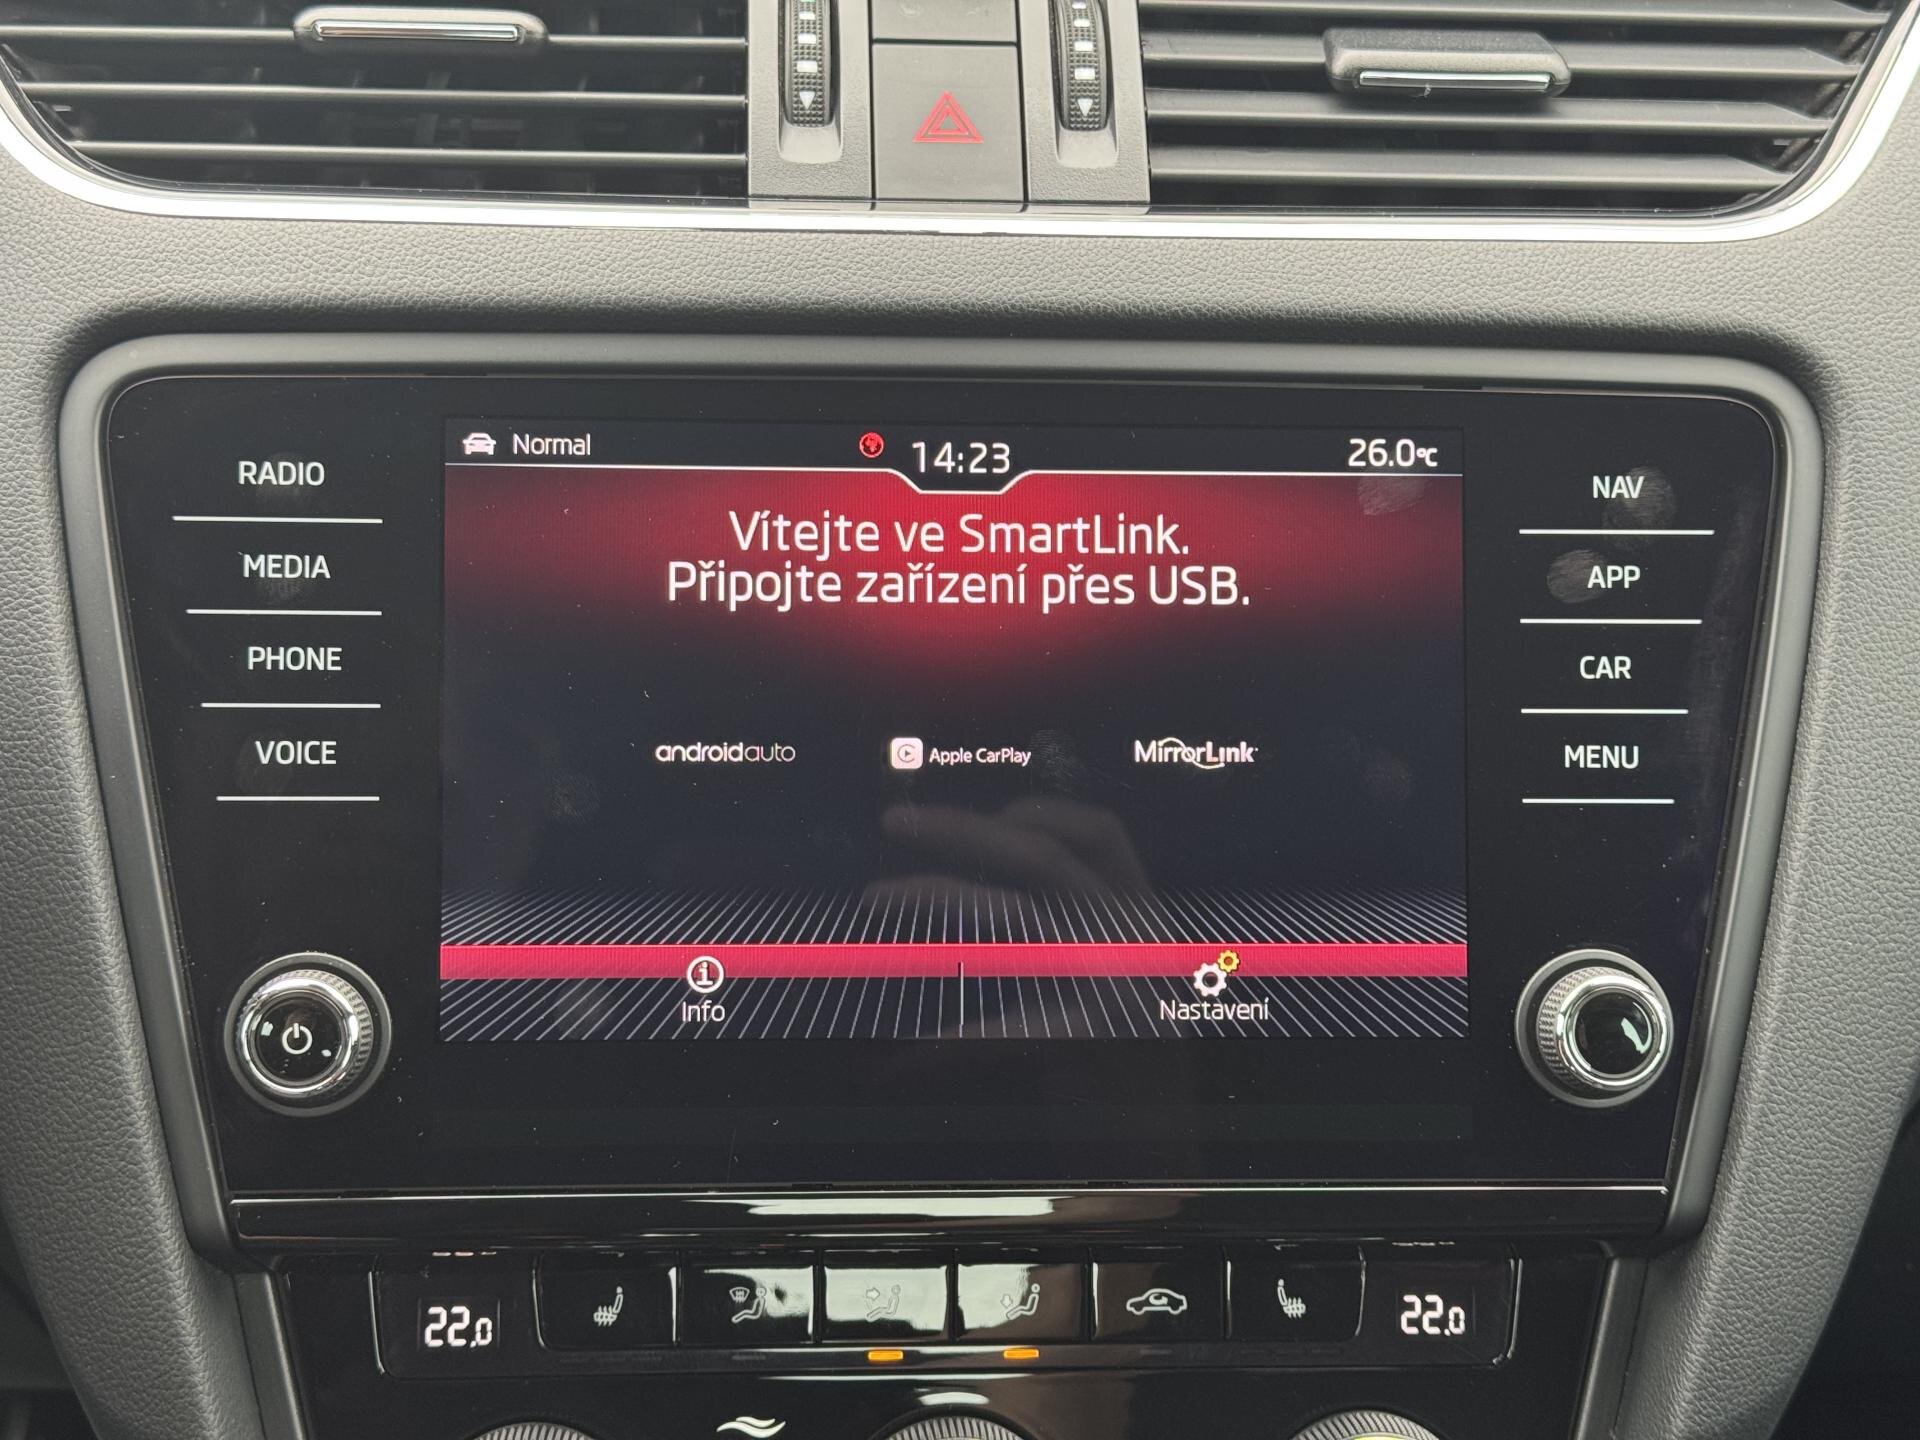 Normal
14:23
26.0°C
Vítejte ve SmartLink.
Připojte zařízení přes USB.
androidauto
Apple CarPlay
MirrorLink
Info
Nastavení
RADIO
MEDIA
PHONE
VOICE
NAV
APP
CAR
MENU
22.0
22.0